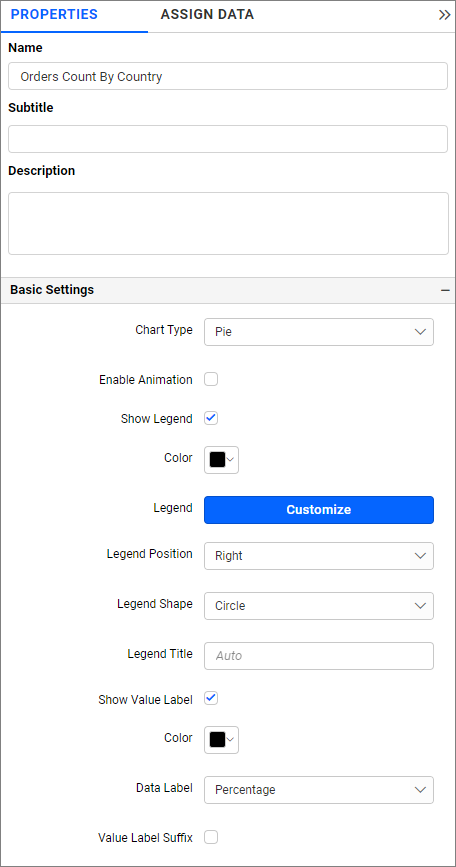 PROPERTIES ASSIGN DATA
Name
Orders Count By Country
Subtitle
Description
Basic Settings
Chart Type Pie
Enable Animation
Show Legend
Color
Legend Customize
Legend Position Right
Legend Shape Circle
Legend Title Auto
Show Value Label
Color
Data Label Percentage
Value Label Suffix